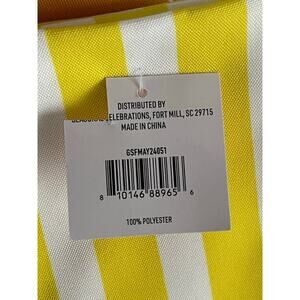 DISTRIBUTED BY
CELEBRATIONS, FORT MILL, SC 29715
MADE IN CHINA
GSFMAY24051
8 10146 88965 6
100% POLYESTER